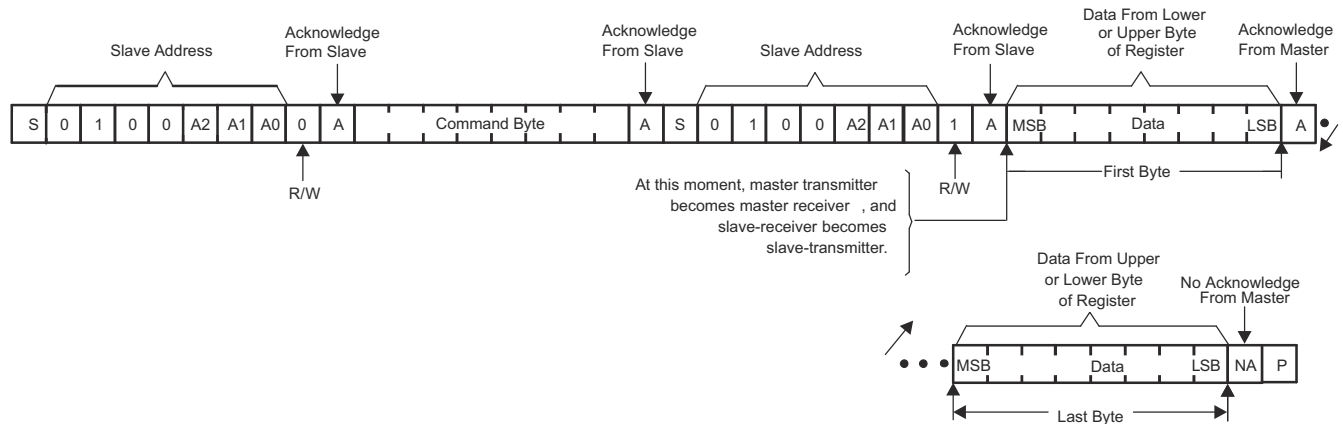 Slave Address
Acknowledge
From Slave
Acknowledge
From Slave
Slave Address
Acknowledge
From Slave
Data From Lower
or Upper Byte
of Register
Acknowledge
From Master
S 0 1 0 0 A2 A1 A0 0 A Command Byte A S 0 1 0 0 A2 A1 A0 1 A MSB Data LSB A
R/W
R/W
First Byte
At this moment, master transmitter
becomes master receiver , and
slave-receiver becomes
slave-transmitter.
Data From Upper
or Lower Byte
of Register
No Acknowledge
From Master
MSB Data LSB NA P
Last Byte